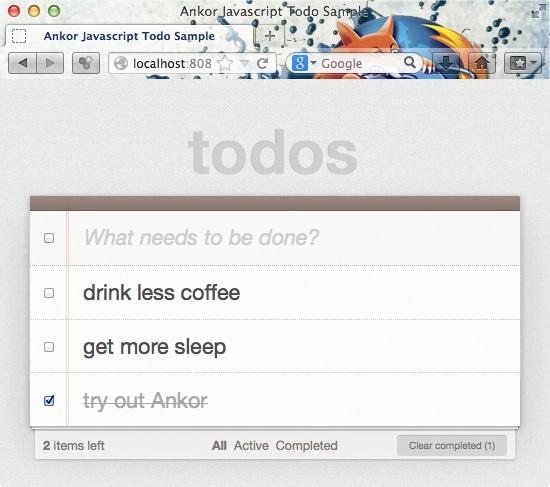 Ankor Javascript Todo Sample
Ankor Javascript Todo Sample
localhost:808
Google
todos
What needs to be done?
drink less coffee
get more sleep
try out Ankor
2 items left
All Active Completed
Clear completed (1)